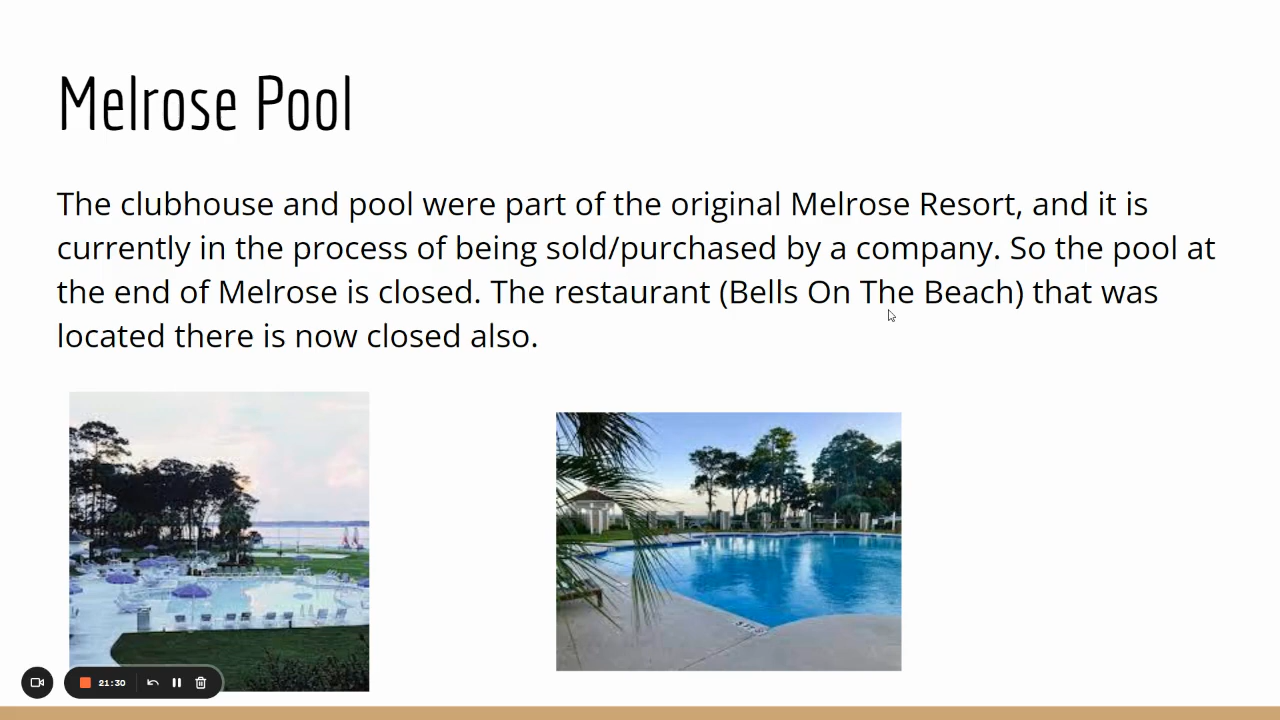 Melrose Pool
The clubhouse and pool were part of the original Melrose Resort, and it is
currently in the process of being sold/purchased by a company. So the pool at
the end of Melrose is closed. The restaurant (Bells On The Beach) that was
located there is now closed also.
21:30